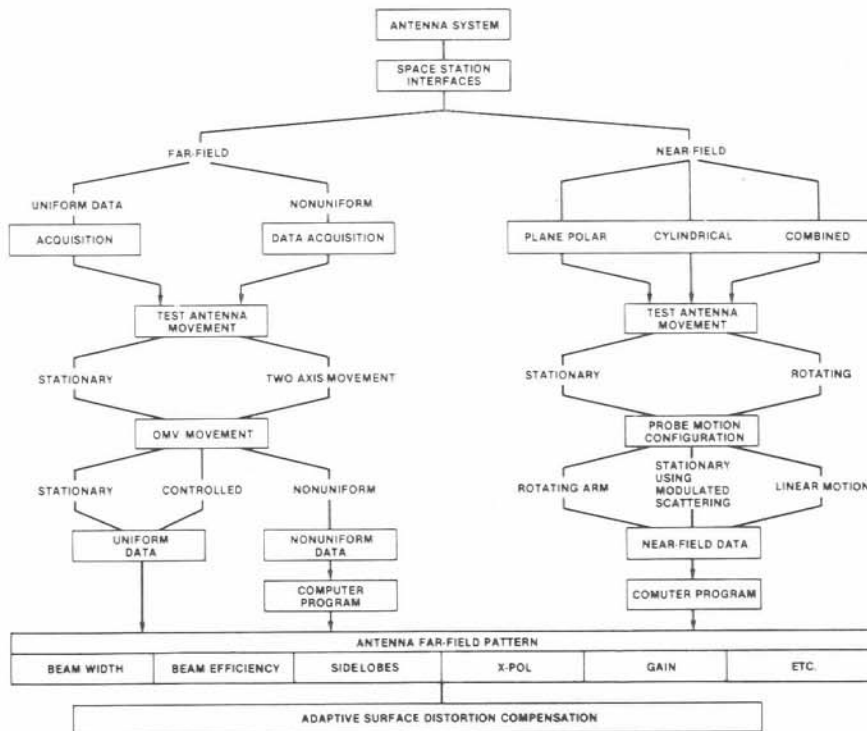 ANTENNA SYSTEM
SPACE STATION
INTERFACES
FAR-FIELD
NEAR-FIELD
UNIFORM DATA
NONUNIFORM
ACQUISITION
DATA ACQUISITION
PLANE POLAR
CYLINDRICAL
COMBINED
TEST ANTENNA
MOVEMENT
TEST ANTENNA
MOVEMENT
STATIONARY
TWO AXIS MOVEMENT
STATIONARY
ROTATING
OMV MOVEMENT
PROBE MOTION
CONFIGURATION
STATIONARY
CONTROLLED
NONUNIFORM
ROTATING ARM
STATIONARY
USING
MODULATED
SCATTERING
LINEAR MOTION
UNIFORM
DATA
NONUNIFORM
DATA
NEAR-FIELD DATA
COMPUTER
PROGRAM
COMUTER PROGRAM
ANTENNA FAR-FIELD PATTERN
BEAM WIDTH
BEAM EFFICIENCY
SIDELOBES
X-POL
GAIN
ETC.
ADAPTIVE SURFACE DISTORTION COMPENSATION